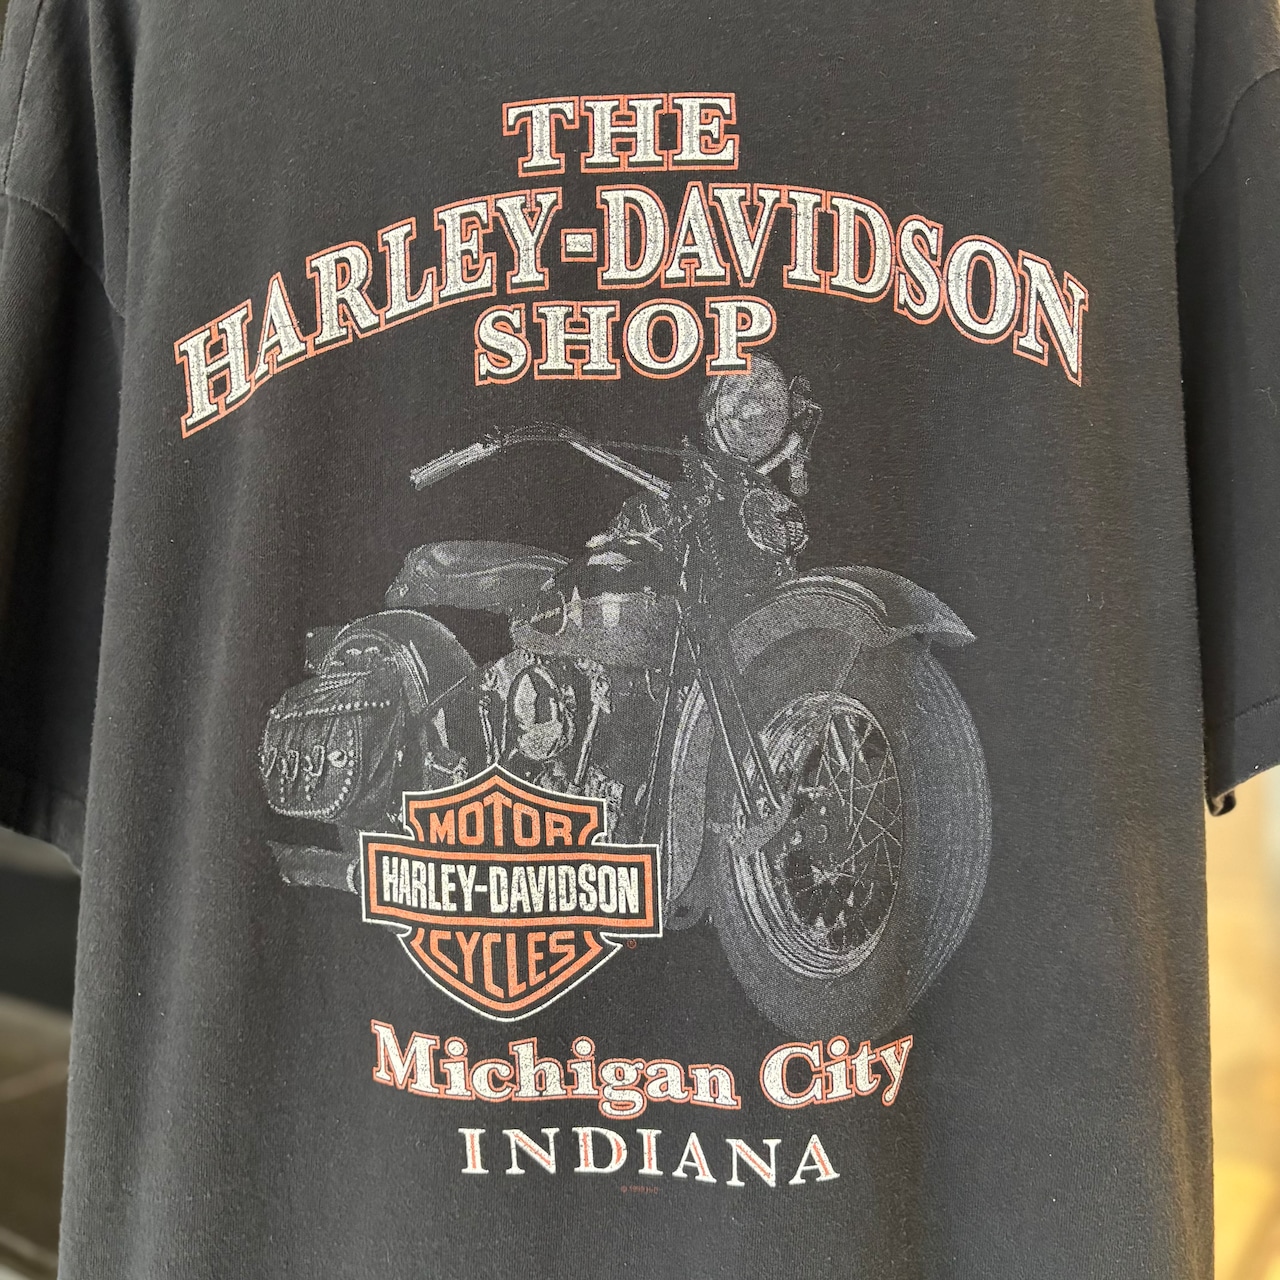 THE
HARLEY-DAVIDSON
SHOP
MOTOR
HARLEY-DAVIDSON
CYCLES
Michigan City
INDIANA